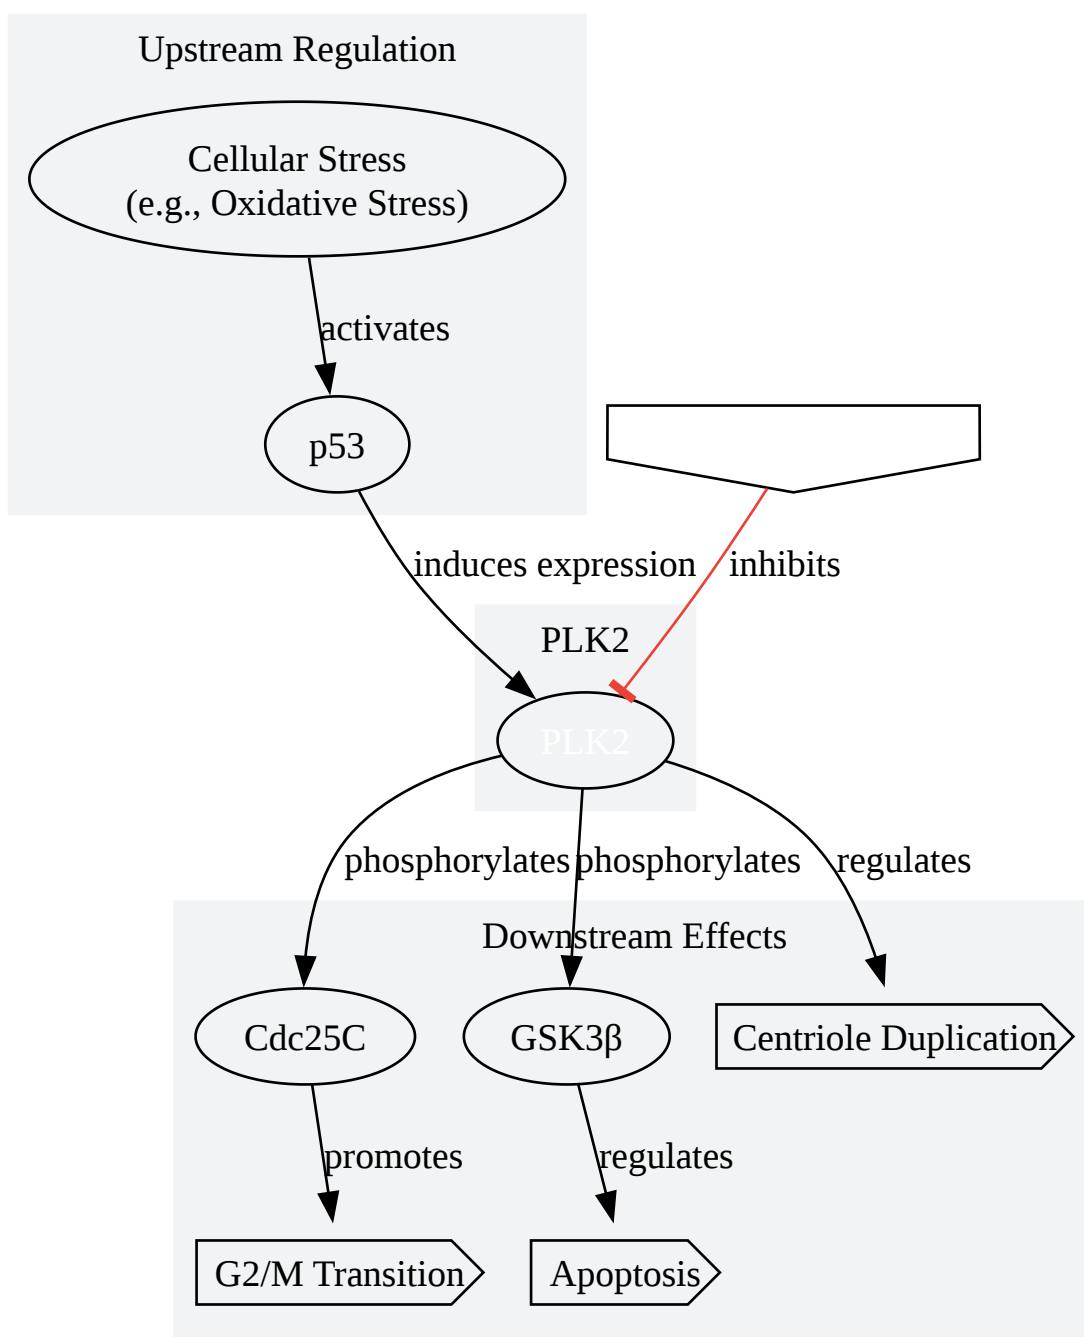 Upstream Regulation
Cellular Stress
(e.g., Oxidative Stress)
activates
p53
induces expression
inhibits
PLK2
PLK2
phosphorylates
phosphorylates
regulates
Downstream Effects
Cdc25C
GSK3β
Centriole Duplication
promotes
regulates
G2/M Transition
Apoptosis